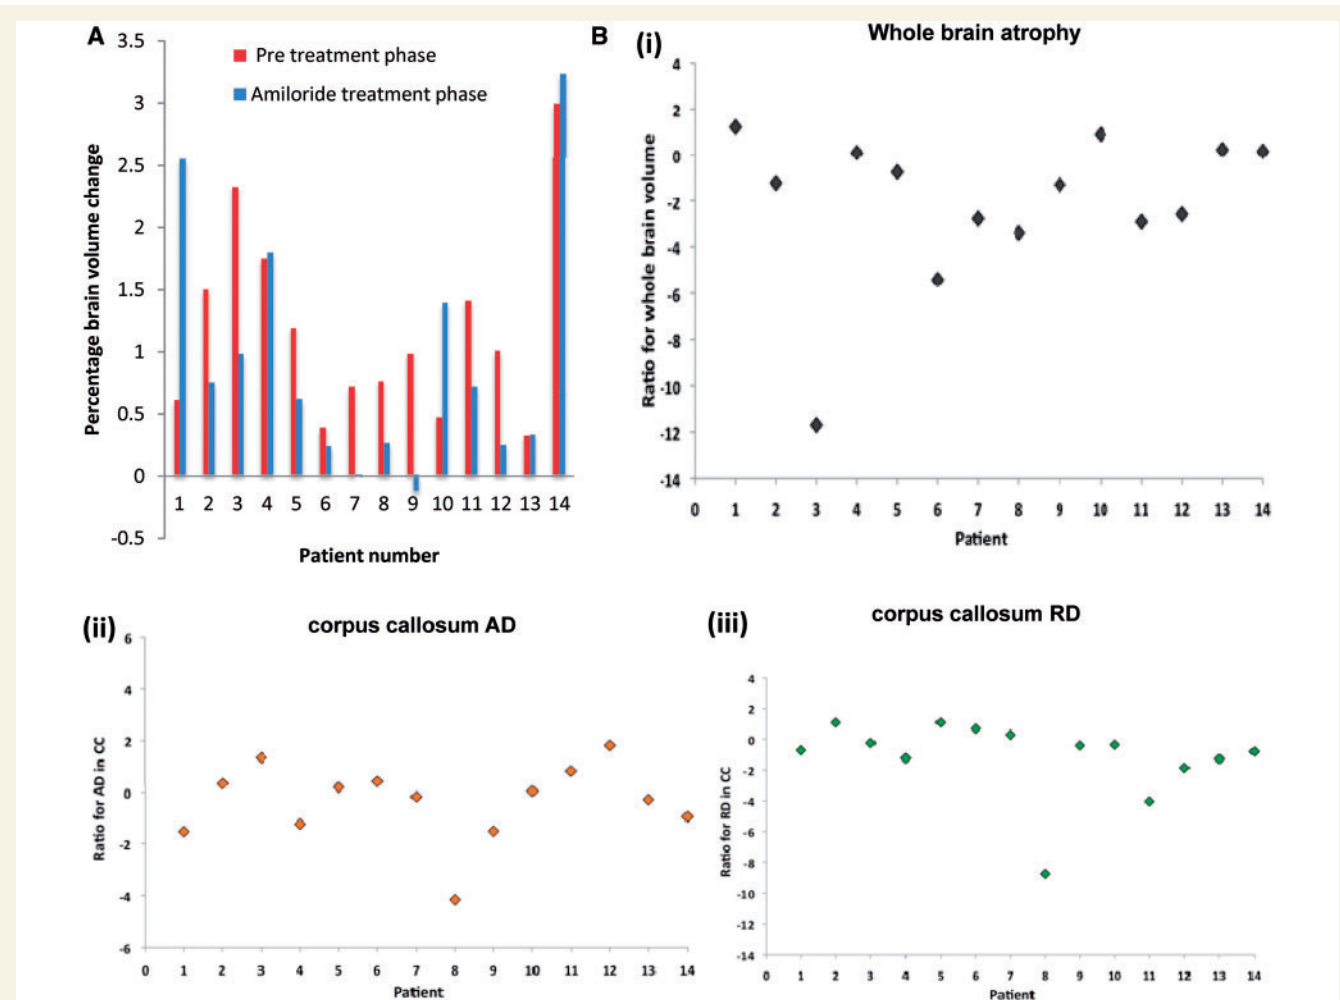 A
3.5
3
2.5
2
1.5
1
0.5
0
-0.5
Percentage brain volume change
Pre treatment phase
Amiloride treatment phase
1 2 3 4 5 6 7 8 9 10 11 12 13 14
Patient number
B
(i)
Whole brain atrophy
4
2
0
-2
-4
-6
-8
-10
-12
-14
Ratio for whole brain volume
0 1 2 3 4 5 6 7 8 9 10 11 12 13 14
Patient
(ii)
corpus callosum AD
6
4
2
0
-2
-4
-6
Ratio for AD in CC
0 1 2 3 4 5 6 7 8 9 10 11 12 13 14
Patient
(iii)
corpus callosum RD
4
2
0
-2
-4
-6
-8
-10
-12
-14
Ratio for RD in CC
0 1 2 3 4 5 6 7 8 9 10 11 12 13 14
Patient